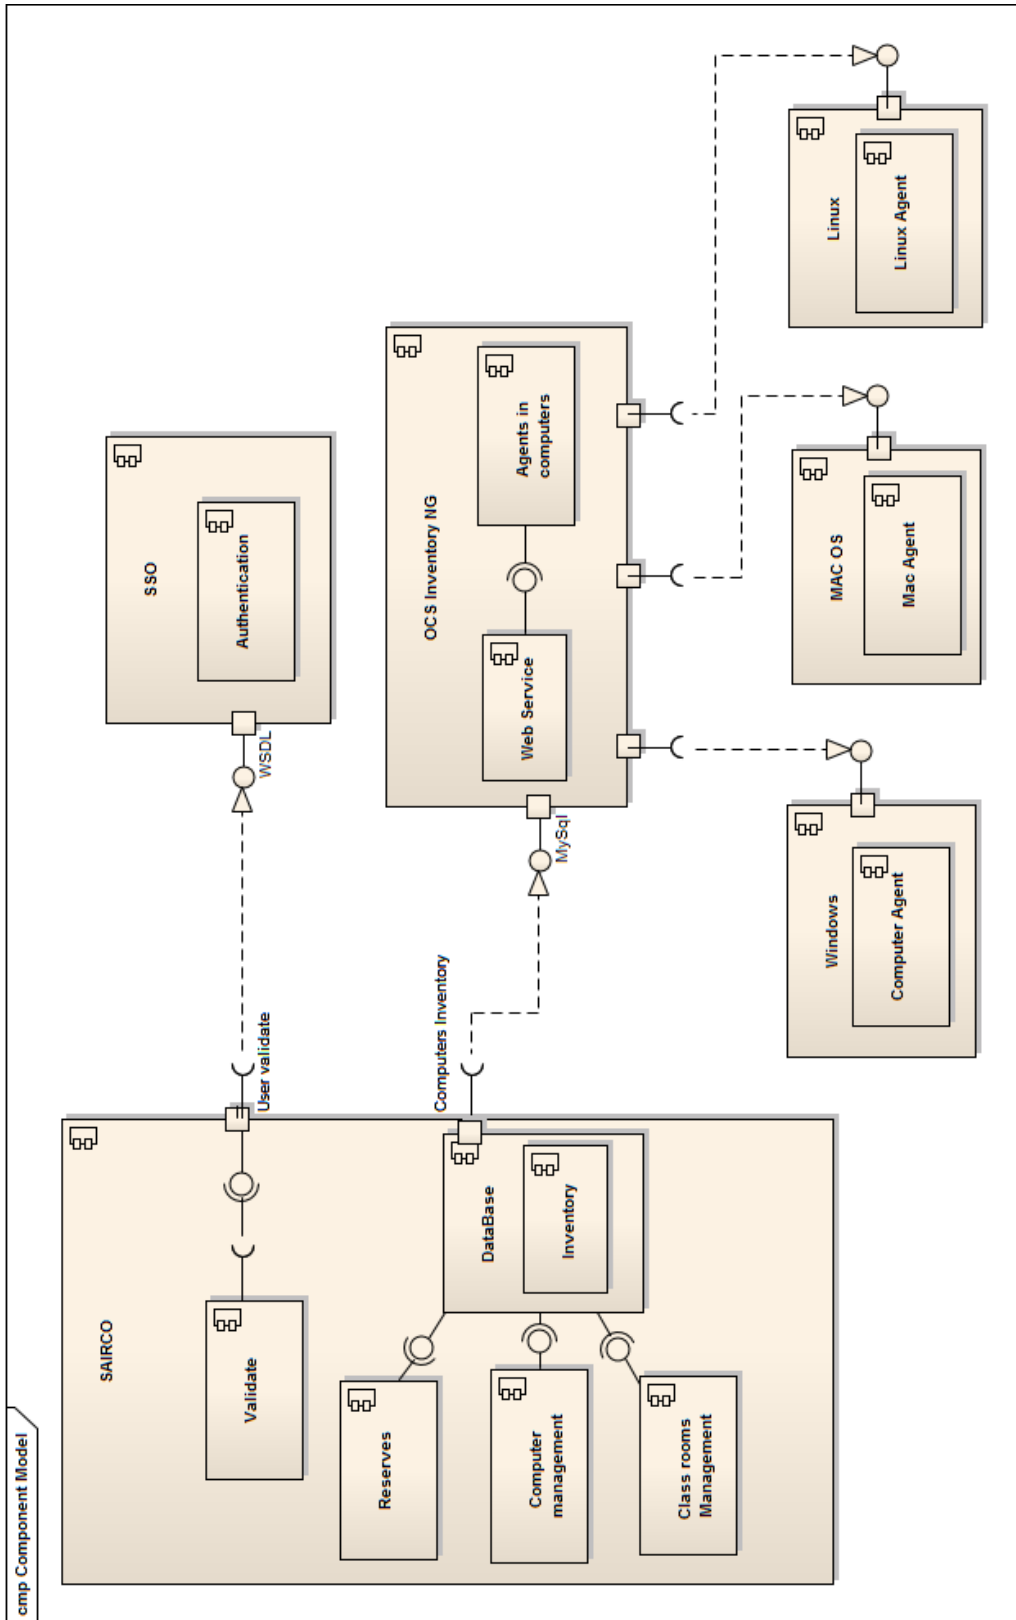 cmp Component Model
SAIRCO
Validate
Reserves
Computer
management
Class rooms
Management
DataBase
Inventory
User validate
Computers Inventory
WSDL
SSO
Authentication
MySql
OCS Inventory NG
Web Service
Agents in
computers
Windows
Computer Agent
MAC OS
Mac Agent
Linux
Linux Agent